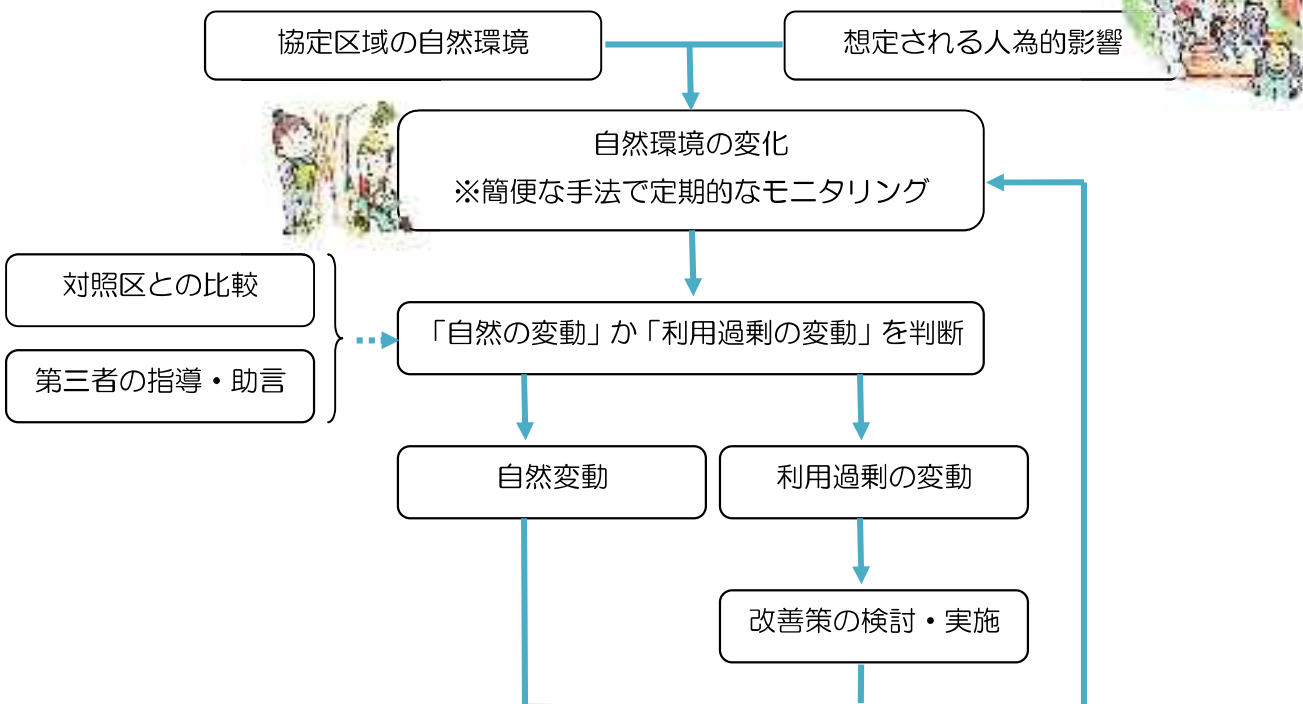 協定区域の自然環境
想定される人為的影響
自然環境の変化
※簡便な手法で定期的なモニタリング
対照区との比較
第三者の指導・助言
「自然の変動」か「利用過剰の変動」を判断
自然変動
利用過剰の変動
改善策の検討・実施